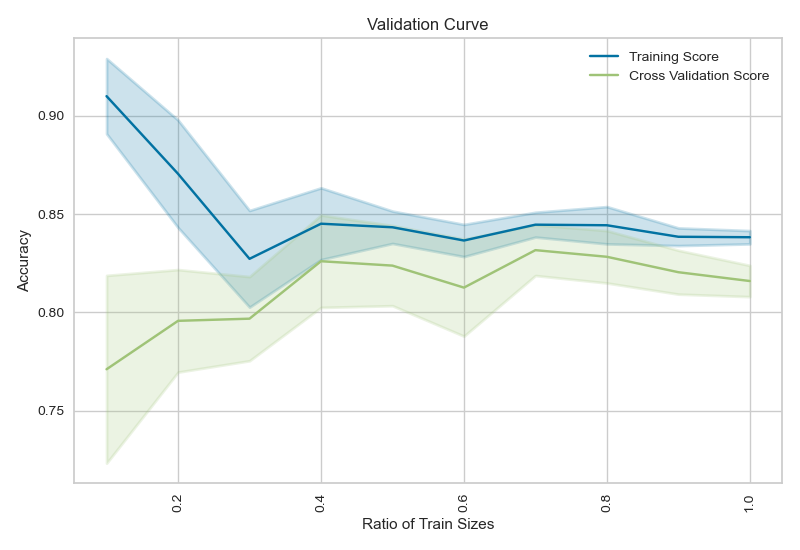 Validation Curve
Training Score
Cross Validation Score
0.90
0.85
0.80
0.75
Accuracy
0.2
0.4
0.6
0.8
1.0
Ratio of Train Sizes